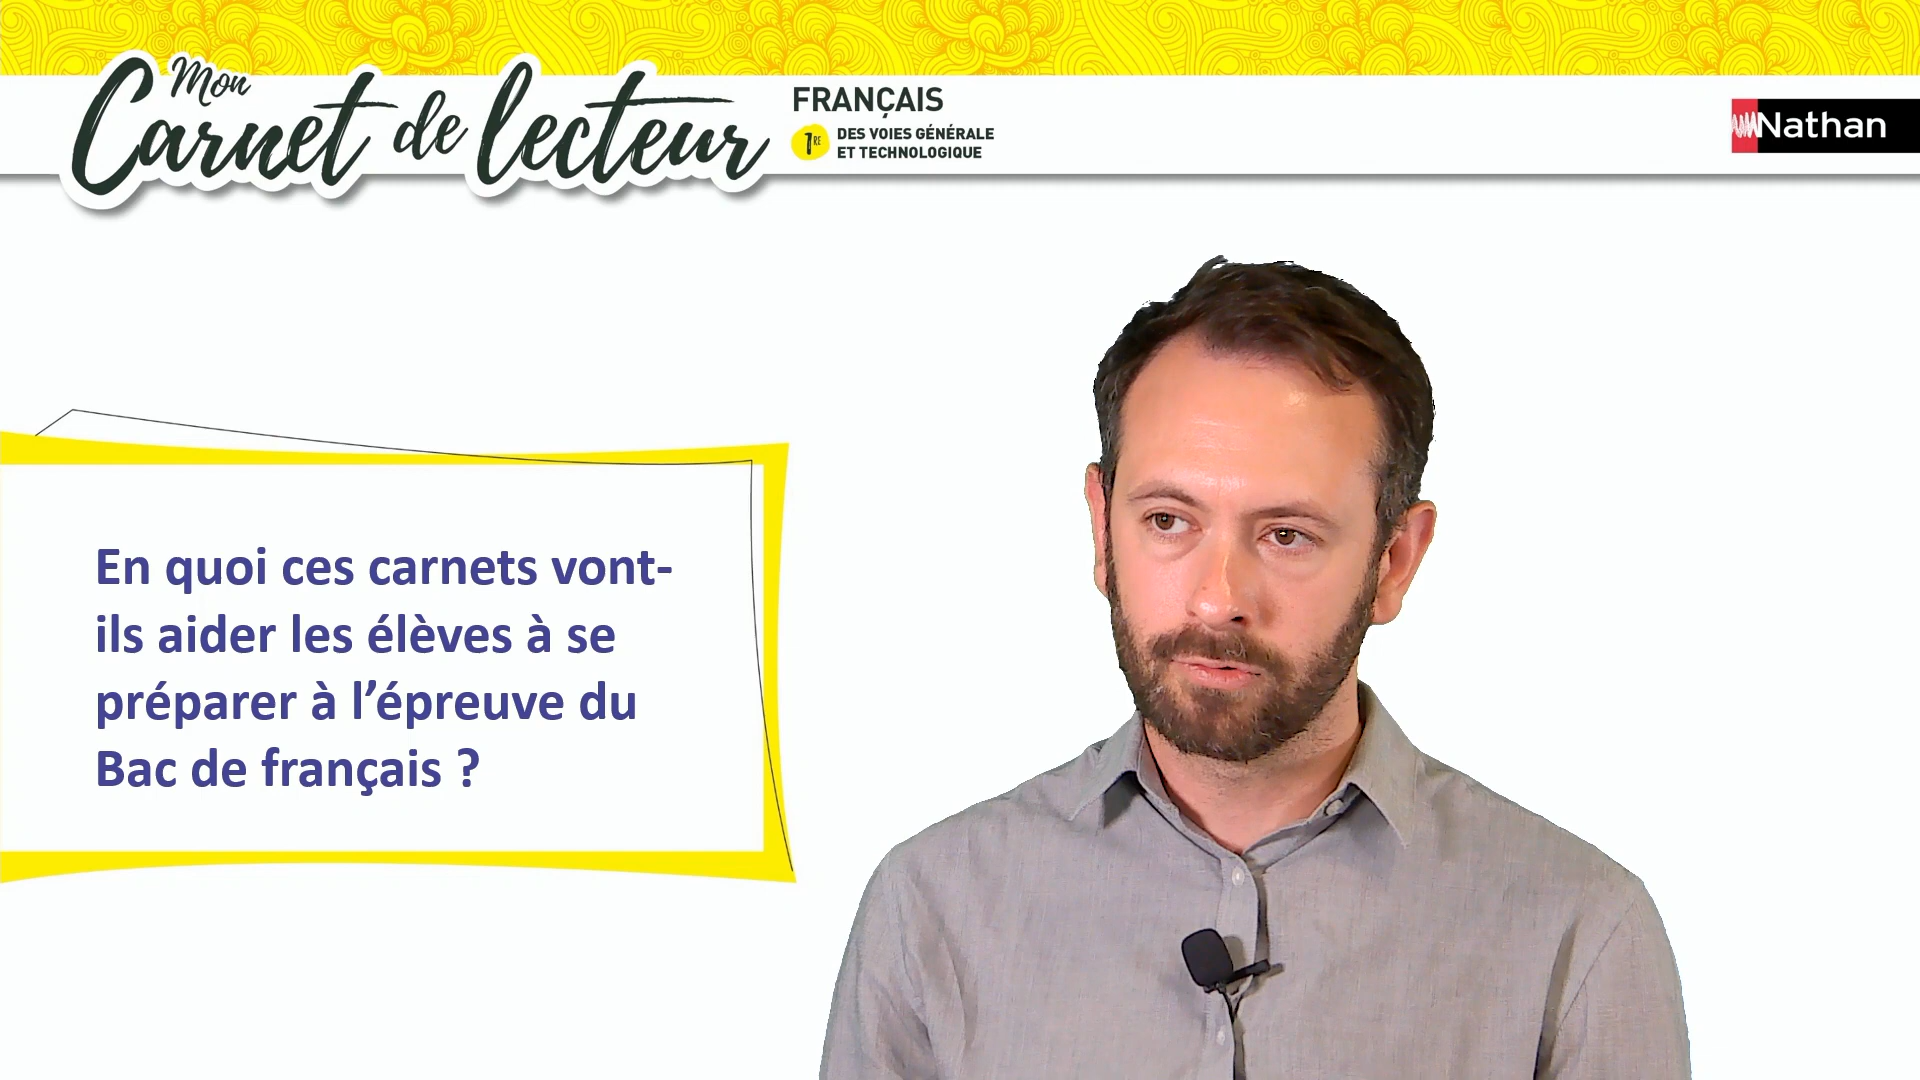 Mon
Carnet de lecteur
FRANÇAIS
1RE
DES VOIES GÉNÉRALE
ET TECHNOLOGIQUE
Nathan
En quoi ces carnets vont-
ils aider les élèves à se
préparer à l’épreuve du
Bac de français ?